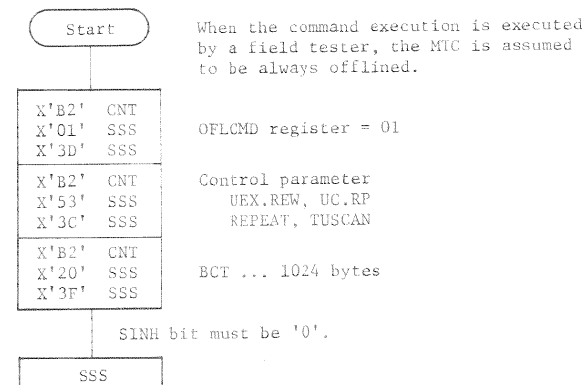 Start
When the command execution is executed
by a field tester, the MTC is assumed
to be always offlined.
X'B2' CNT
X'01' SSS
X'3D' SSS
OFLCMD register = 01
X'B2' CNT
X'53' SSS
X'3C' SSS
Control parameter
UEX.REW, UC.RP
REPEAT, TUSCAN
X'B2' CNT
X'20' SSS
X'3F' SSS
BCT ... 1024 bytes
SINH bit must be '0'.
SSS